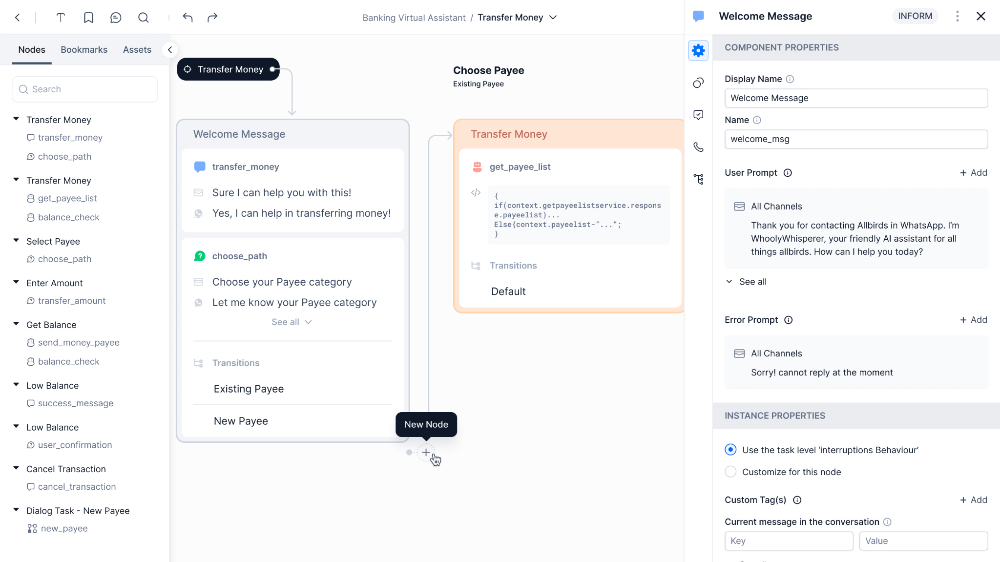 Banking Virtual Assistant / Transfer Money
Nodes
Bookmarks
Assets
Search
Transfer Money
transfer_money
choose_path
Transfer Money
get_payee_list
balance_check
Select Payee
choose_path
Enter Amount
transfer_amount
Get Balance
send_money_payee
balance_check
Low Balance
success_message
Low Balance
user_confirmation
Cancel Transaction
cancel_transaction
Dialog Task - New Payee
new_payee
Transfer Money
Welcome Message
transfer_money
Sure I can help you with this!
Yes, I can help in transferring money!
choose_path
Choose your Payee category
Let me know your Payee category
See all
Transitions
Existing Payee
New Payee
New Node
Choose Payee
Existing Payee
Transfer Money
get_payee_list
</>
{
if(context.getpayeelistservice.respons
e.payeelist)...
Else{context.payeelist-”...”;
}
Transitions
Default
Welcome Message
INFORM
COMPONENT PROPERTIES
Display Name
Welcome Message
Name
welcome_msg
User Prompt
+ Add
All Channels
Thank you for contacting Allbirds in WhatsApp. I’m
WhoolyWhisperer, your friendly AI assistant for all
things allbirds. How can I help you today?
See all
Error Prompt
+ Add
All Channels
Sorry! cannot reply at the moment
INSTANCE PROPERTIES
Use the task level ‘interruptions Behaviour’
Customize for this node
Custom Tag(s)
+ Add
Current message in the conversation
Key
Value